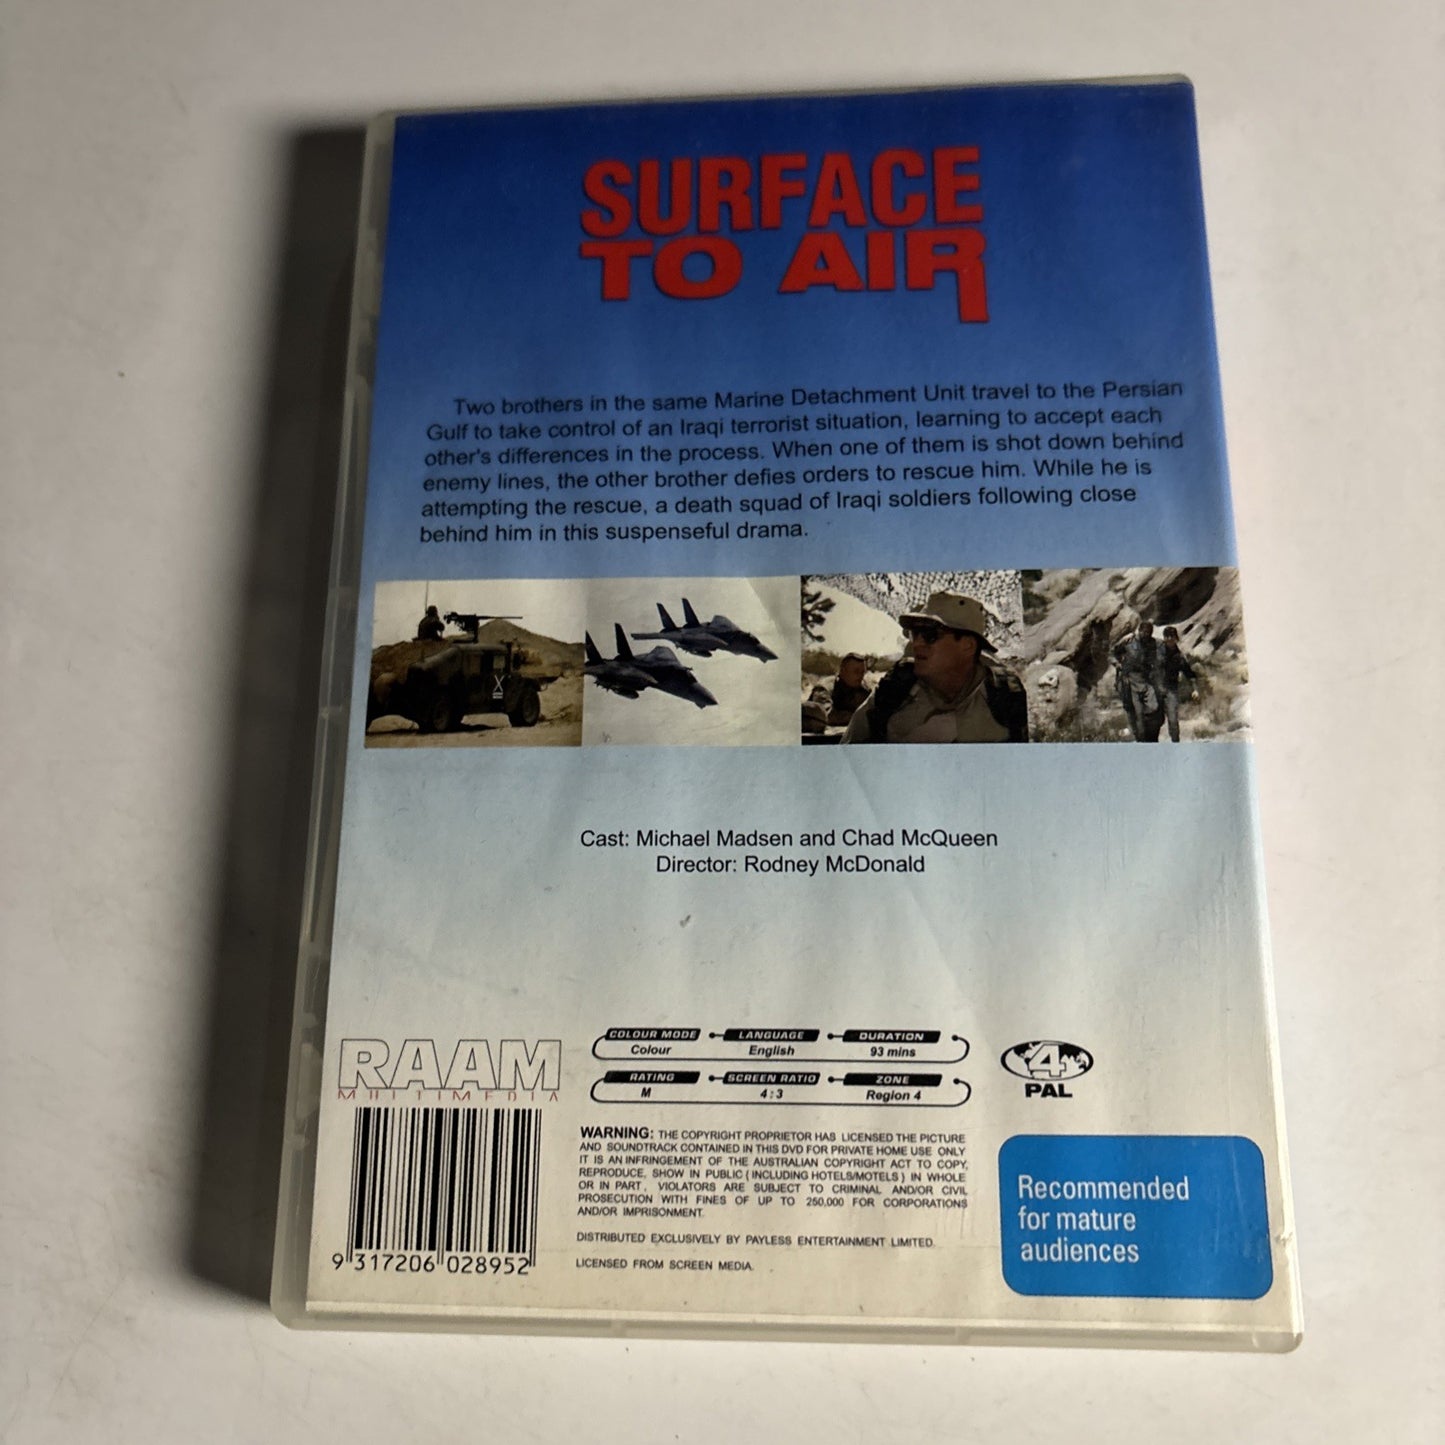 SURFACE
TO AIR
Two brothers in the same Marine Detachment Unit travel to the Persian
Gulf to take control of an Iraqi terrorist situation, learning to accept each
other's differences in the process. When one of them is shot down behind
enemy lines, the other brother defies orders to rescue him. While he is
attempting the rescue, a death squad of Iraqi soldiers following close
behind him in this suspenseful drama.
Cast: Michael Madsen and Chad McQueen
Director: Rodney McDonald
RAAM
MULTIMEDIA
COLOUR MODE LANGUAGE DURATION
Colour English 93 mins
RATING SCREEN RATIO ZONE
M 4:3 Region 4
4
PAL
WARNING: THE COPYRIGHT PROPRIETOR HAS LICENSED THE PICTURE
AND SOUNDTRACK CONTAINED IN THIS DVD FOR PRIVATE HOME USE ONLY
IT IS AN INFRINGEMENT OF THE AUSTRALIAN COPYRIGHT ACT TO COPY,
REPRODUCE, SHOW IN PUBLIC (INCLUDING HOTELS/MOTELS) IN WHOLE
OR IN PART, VIOLATORS ARE SUBJECT TO CRIMINAL AND/OR CIVIL
PROSECUTION WITH FINES OF UP TO 250,000 FOR CORPORATIONS
AND/OR IMPRISONMENT.
DISTRIBUTED EXCLUSIVELY BY PAYLESS ENTERTAINMENT LIMITED.
LICENSED FROM SCREEN MEDIA.
Recommended
for mature
audiences
9 317206 028952